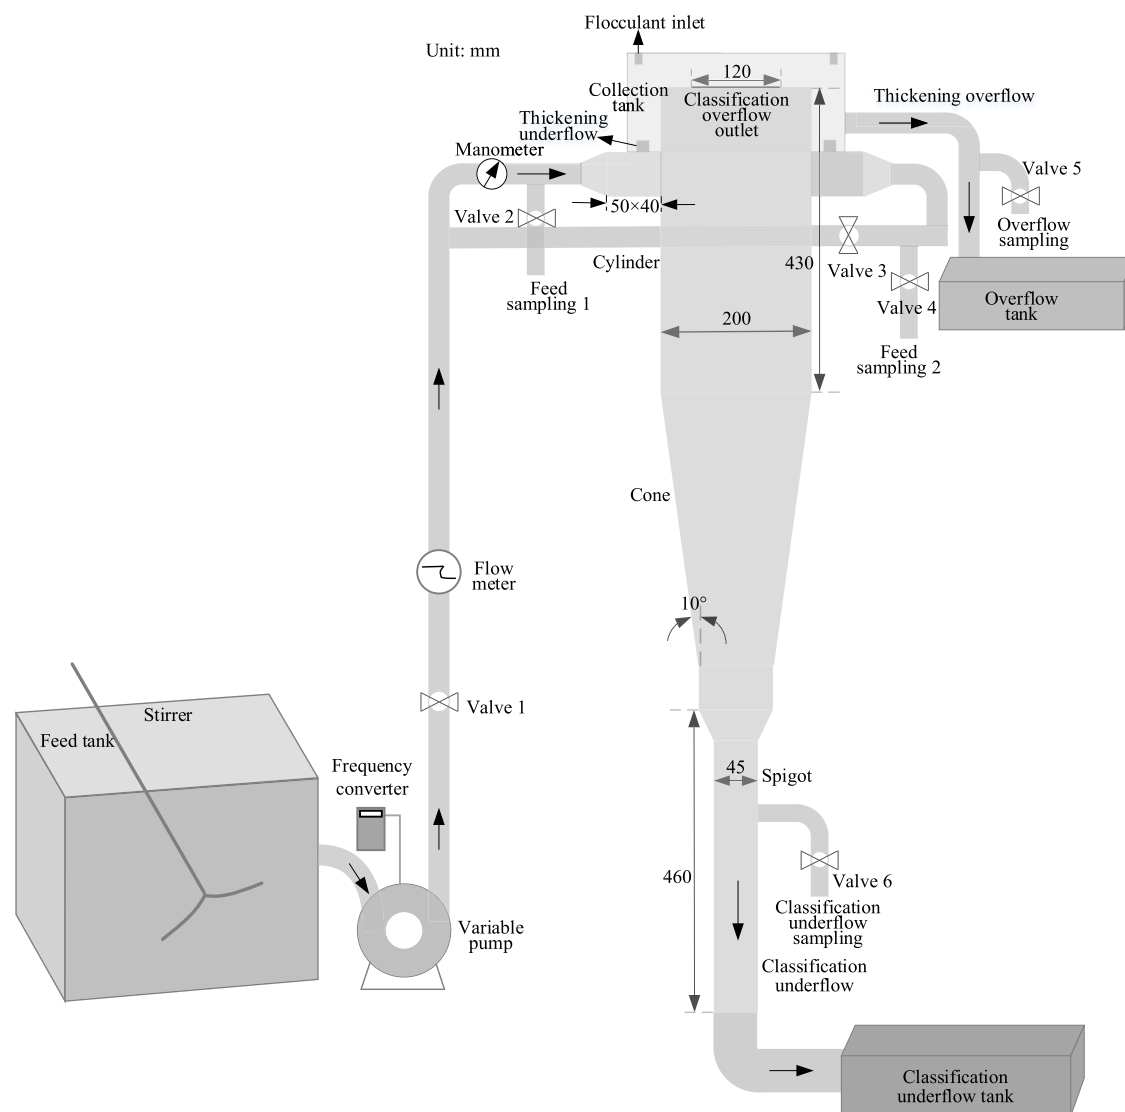 Flocculant inlet
Unit: mm
120
Collection
tank
Classification
overflow
outlet
Thickening overflow
Thickening
underflow
Manometer
Valve 5
50×40
Valve 2
Overflow
sampling
Cylinder
430
Valve 3
Feed
sampling 1
Valve 4
Overflow
tank
200
Feed
sampling 2
Cone
Flow
meter
10°
Valve 1
Stirrer
Feed tank
Frequency
converter
45
Spigot
460
Valve 6
Classification
underflow
sampling
Variable
pump
Classification
underflow
Classification
underflow tank